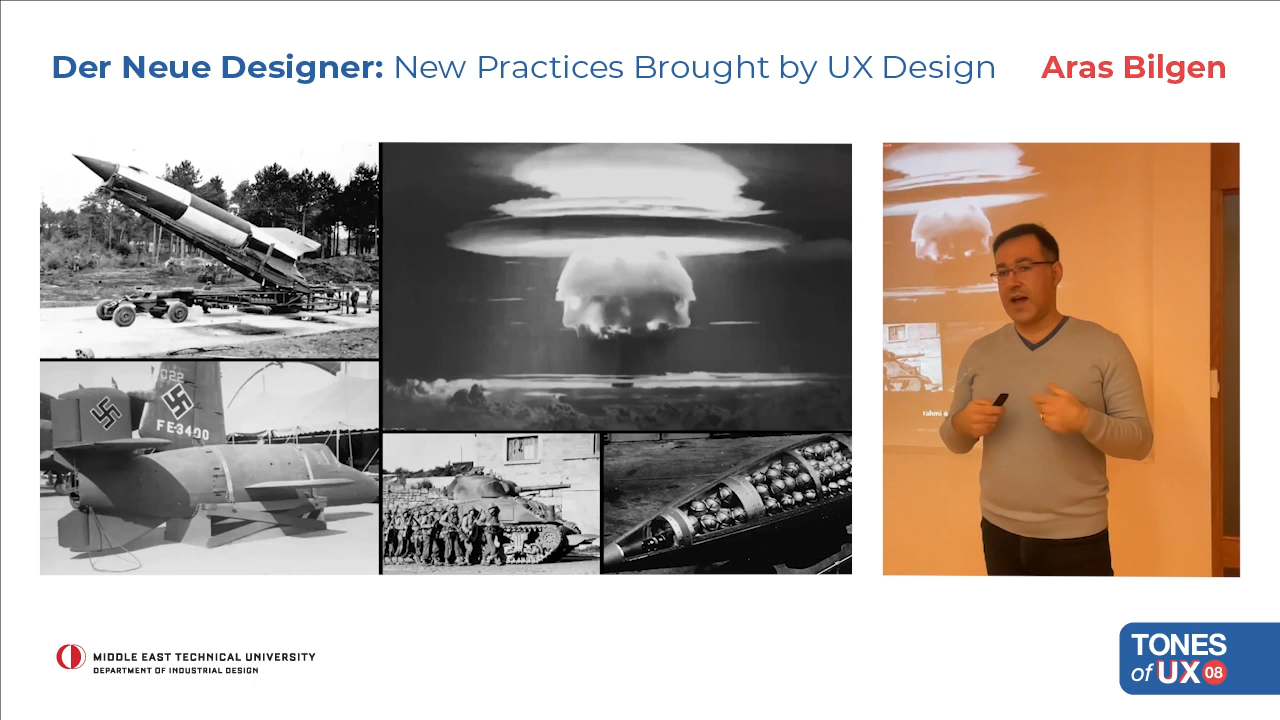 Der Neue Designer: New Practices Brought by UX Design
Aras Bilgen
022
FE3400
rahmi
MIDDLE EAST TECHNICAL UNIVERSITY
DEPARTMENT OF INDUSTRIAL DESIGN
TONES
of UX 08